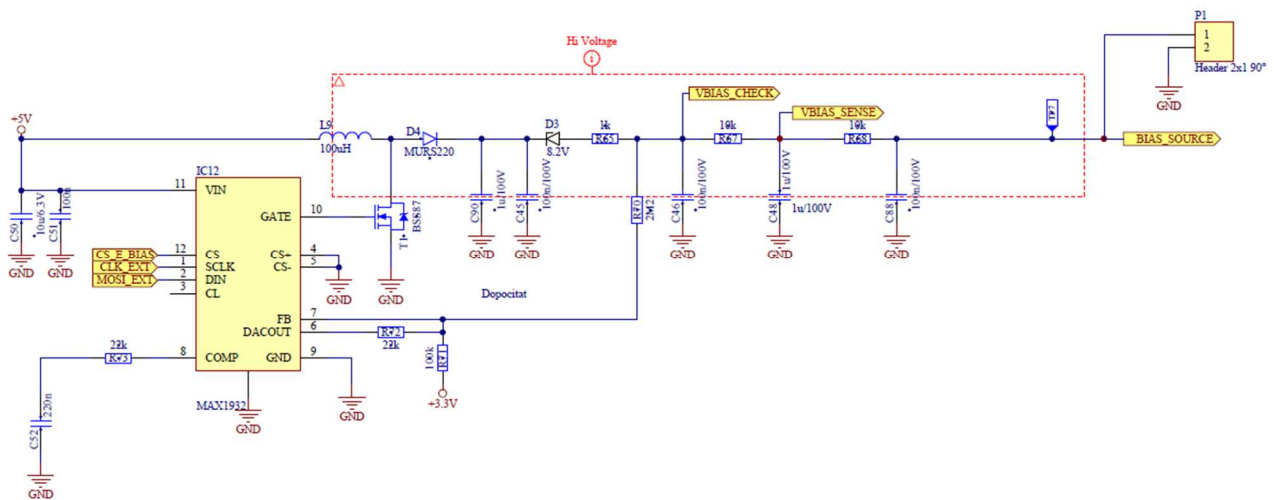 P1
1
2
Header 2x1 90°
GND
Hi Voltage
i
VBIAS_CHECK
VBIAS_SENSE
+5V
L9
100uH
D4
MURS220
D3
8.2V
1k
R65
10k
R67
10k
R68
TP7
BIAS_SOURCE
C90
1u/100V
GND
C45
100n/100V
GND
R70
2M2
C46
100n/100V
GND
C48
1u/100V
1u/100V
GND
C88
100n/100V
GND
IC12
11
VIN
GATE
10
T1
BS87
GND
C50
10u/6.3V
GND
C51
100n
GND
CS_E_BIAS
12
CS
CLK_EXT
1
SCLK
MOSI_EXT
2
DIN
3
CL
CS+
4
CS-
5
GND
Dopocitat
FB
7
DACOUT
6
R72
22k
R71
100k
+3.3V
22k
R73
8
COMP
GND
9
GND
MAX1932
GND
C52
220n
GND